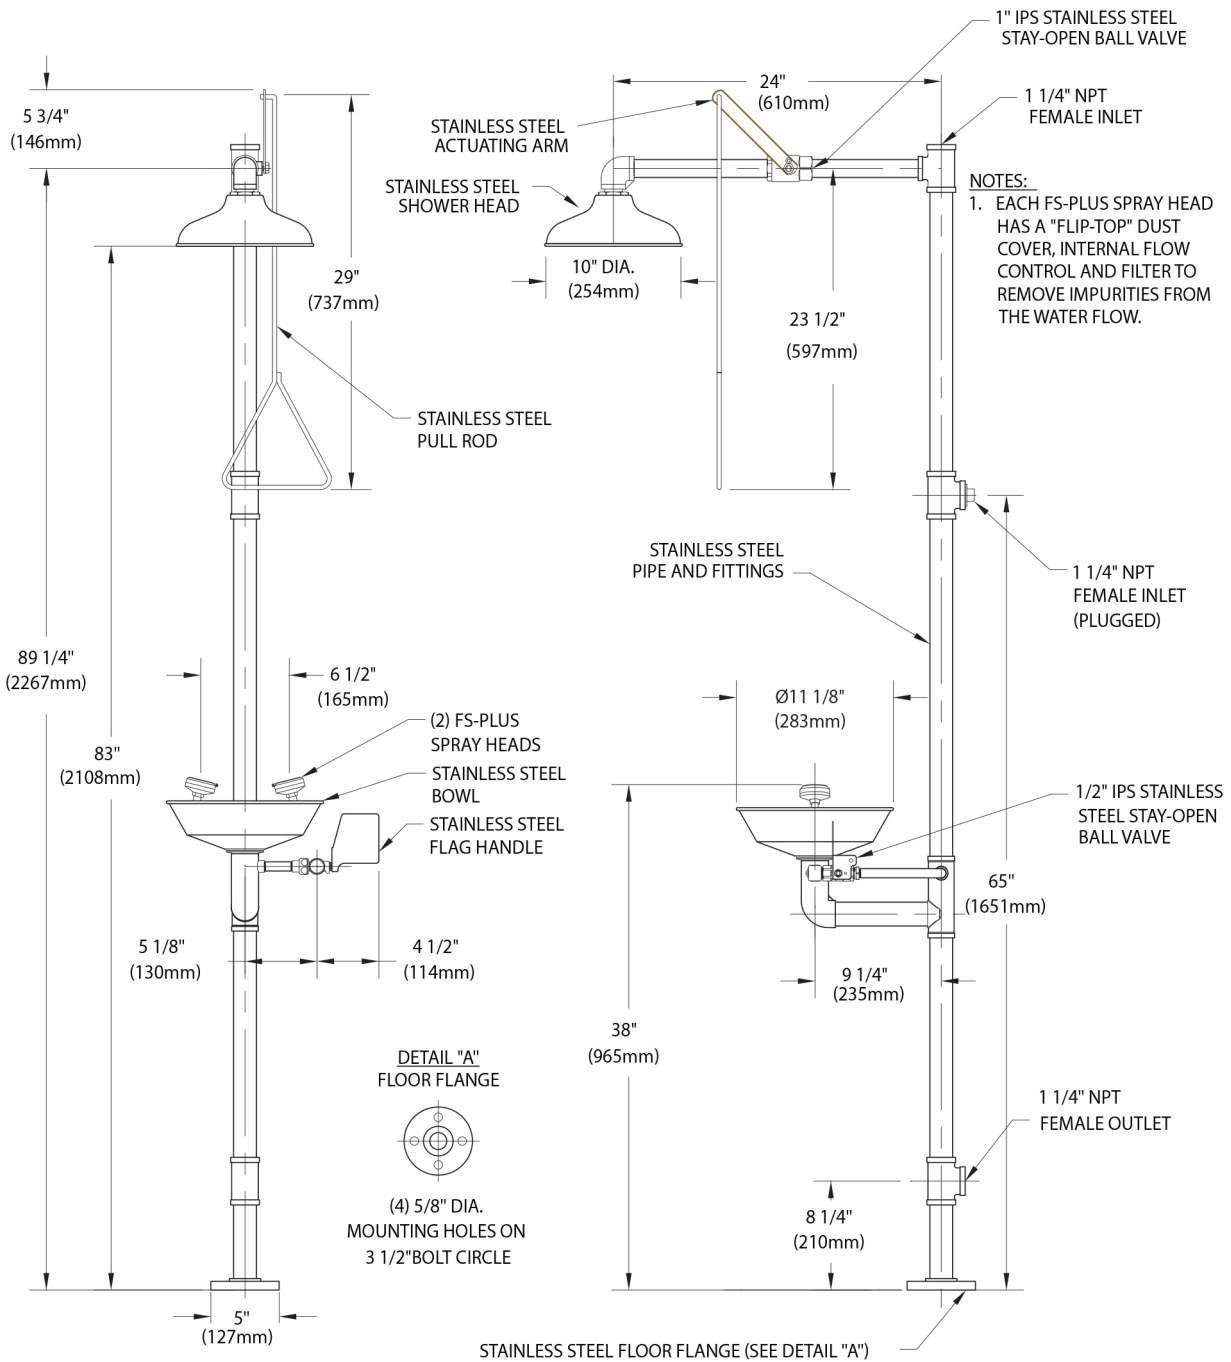 1" IPS STAINLESS STEEL
STAY-OPEN BALL VALVE
24"
(610mm)
5 3/4"
(146mm)
STAINLESS STEEL
ACTUATING ARM
1 1/4" NPT
FEMALE INLET
STAINLESS STEEL
SHOWER HEAD
NOTES:
1. EACH FS-PLUS SPRAY HEAD
HAS A "FLIP-TOP" DUST
COVER, INTERNAL FLOW
CONTROL AND FILTER TO
REMOVE IMPURITIES FROM
THE WATER FLOW.
29"
(737mm)
10" DIA.
(254mm)
23 1/2"
(597mm)
STAINLESS STEEL
PULL ROD
STAINLESS STEEL
PIPE AND FITTINGS
1 1/4" NPT
FEMALE INLET
(PLUGGED)
89 1/4"
(2267mm)
6 1/2"
(165mm)
Ø11 1/8"
(283mm)
83"
(2108mm)
(2) FS-PLUS
SPRAY HEADS
STAINLESS STEEL
BOWL
STAINLESS STEEL
FLAG HANDLE
1/2" IPS STAINLESS
STEEL STAY-OPEN
BALL VALVE
65"
(1651mm)
5 1/8"
(130mm)
4 1/2"
(114mm)
9 1/4"
(235mm)
38"
(965mm)
DETAIL "A"
FLOOR FLANGE
1 1/4" NPT
FEMALE OUTLET
(4) 5/8" DIA.
MOUNTING HOLES ON
3 1/2"BOLT CIRCLE
8 1/4"
(210mm)
5"
(127mm)
STAINLESS STEEL FLOOR FLANGE (SEE DETAIL "A")